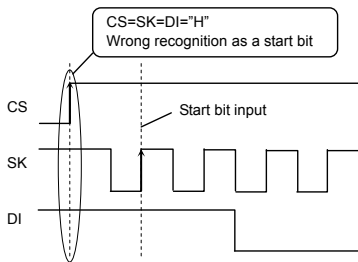 CS=SK=DI="H"
Wrong recognition as a start bit
CS
Start bit input
SK
DI